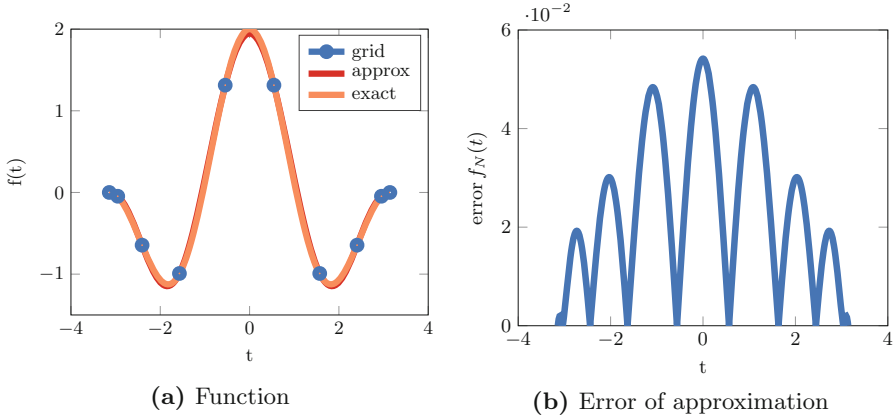 2
1
0
−1
f(t)
−4
−2
0
2
4
t
grid
approx
exact
(a) Function
·10−2
6
4
2
0
error fN(t)
−4
−2
0
2
4
t
(b) Error of approximation